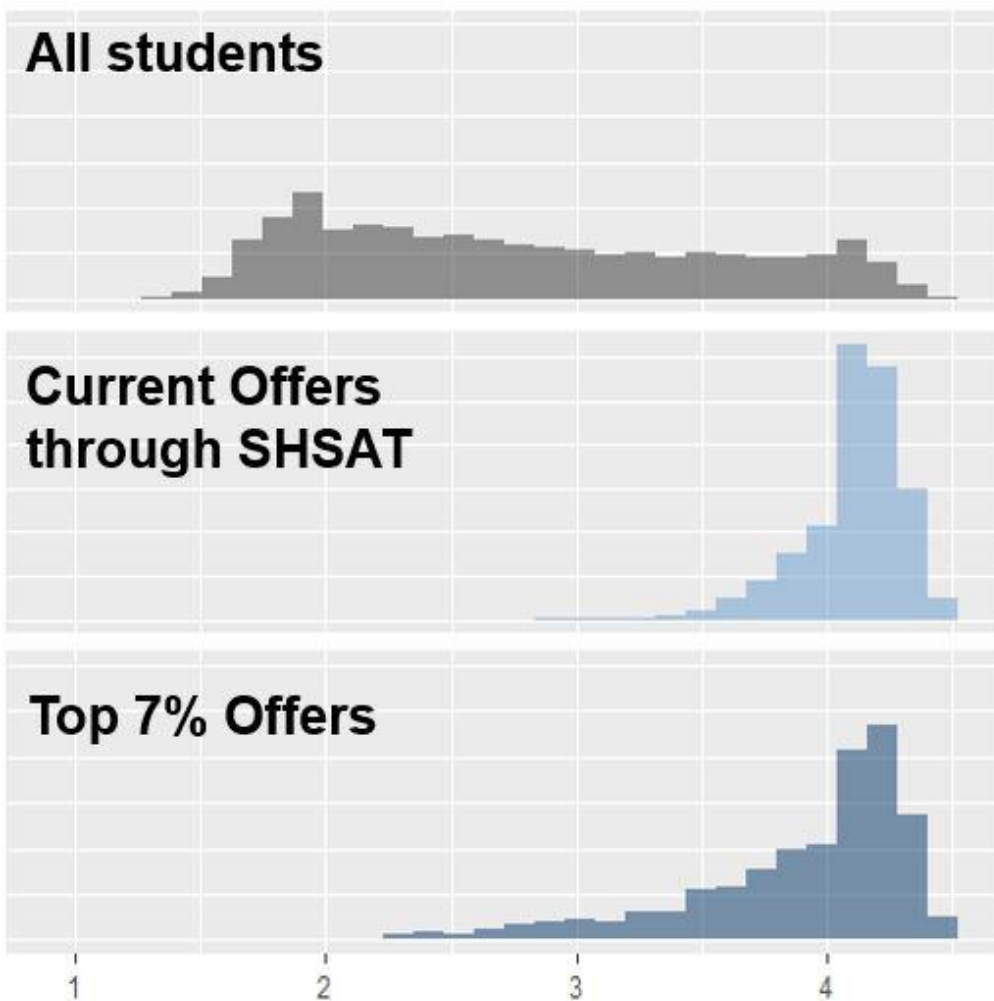 All students
Current Offers
through SHSAT
Top 7% Offers
1 2 3 4